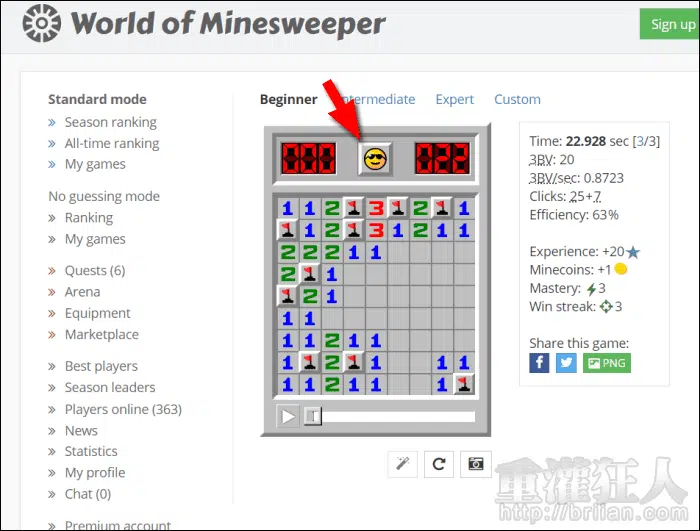 World of Minesweeper
Sign up
Standard mode
Season ranking
All-time ranking
My games
No guessing mode
Ranking
My games
Quests (6)
Arena
Equipment
Marketplace
Best players
Season leaders
Players online (363)
News
Statistics
My profile
Chat (0)
Premium account
Beginner
Intermediate
Expert
Custom
000
022
1 1 2 3 2 1
1 2 3 1 2 1 1
2 2 2 1 1
2 1
2 1
1 1
1 1 2 1 1
1 2 1 1 1
1 1 2 1 1 1
Time: 22.928 sec [3/3]
3BV: 20
3BV/sec: 0.8723
Clicks: 25+7
Efficiency: 63%
Experience: +20
Minecoins: +1
Mastery: 3
Win streak: 3
Share this game:
PNG
重灌狂人
http://briian.com